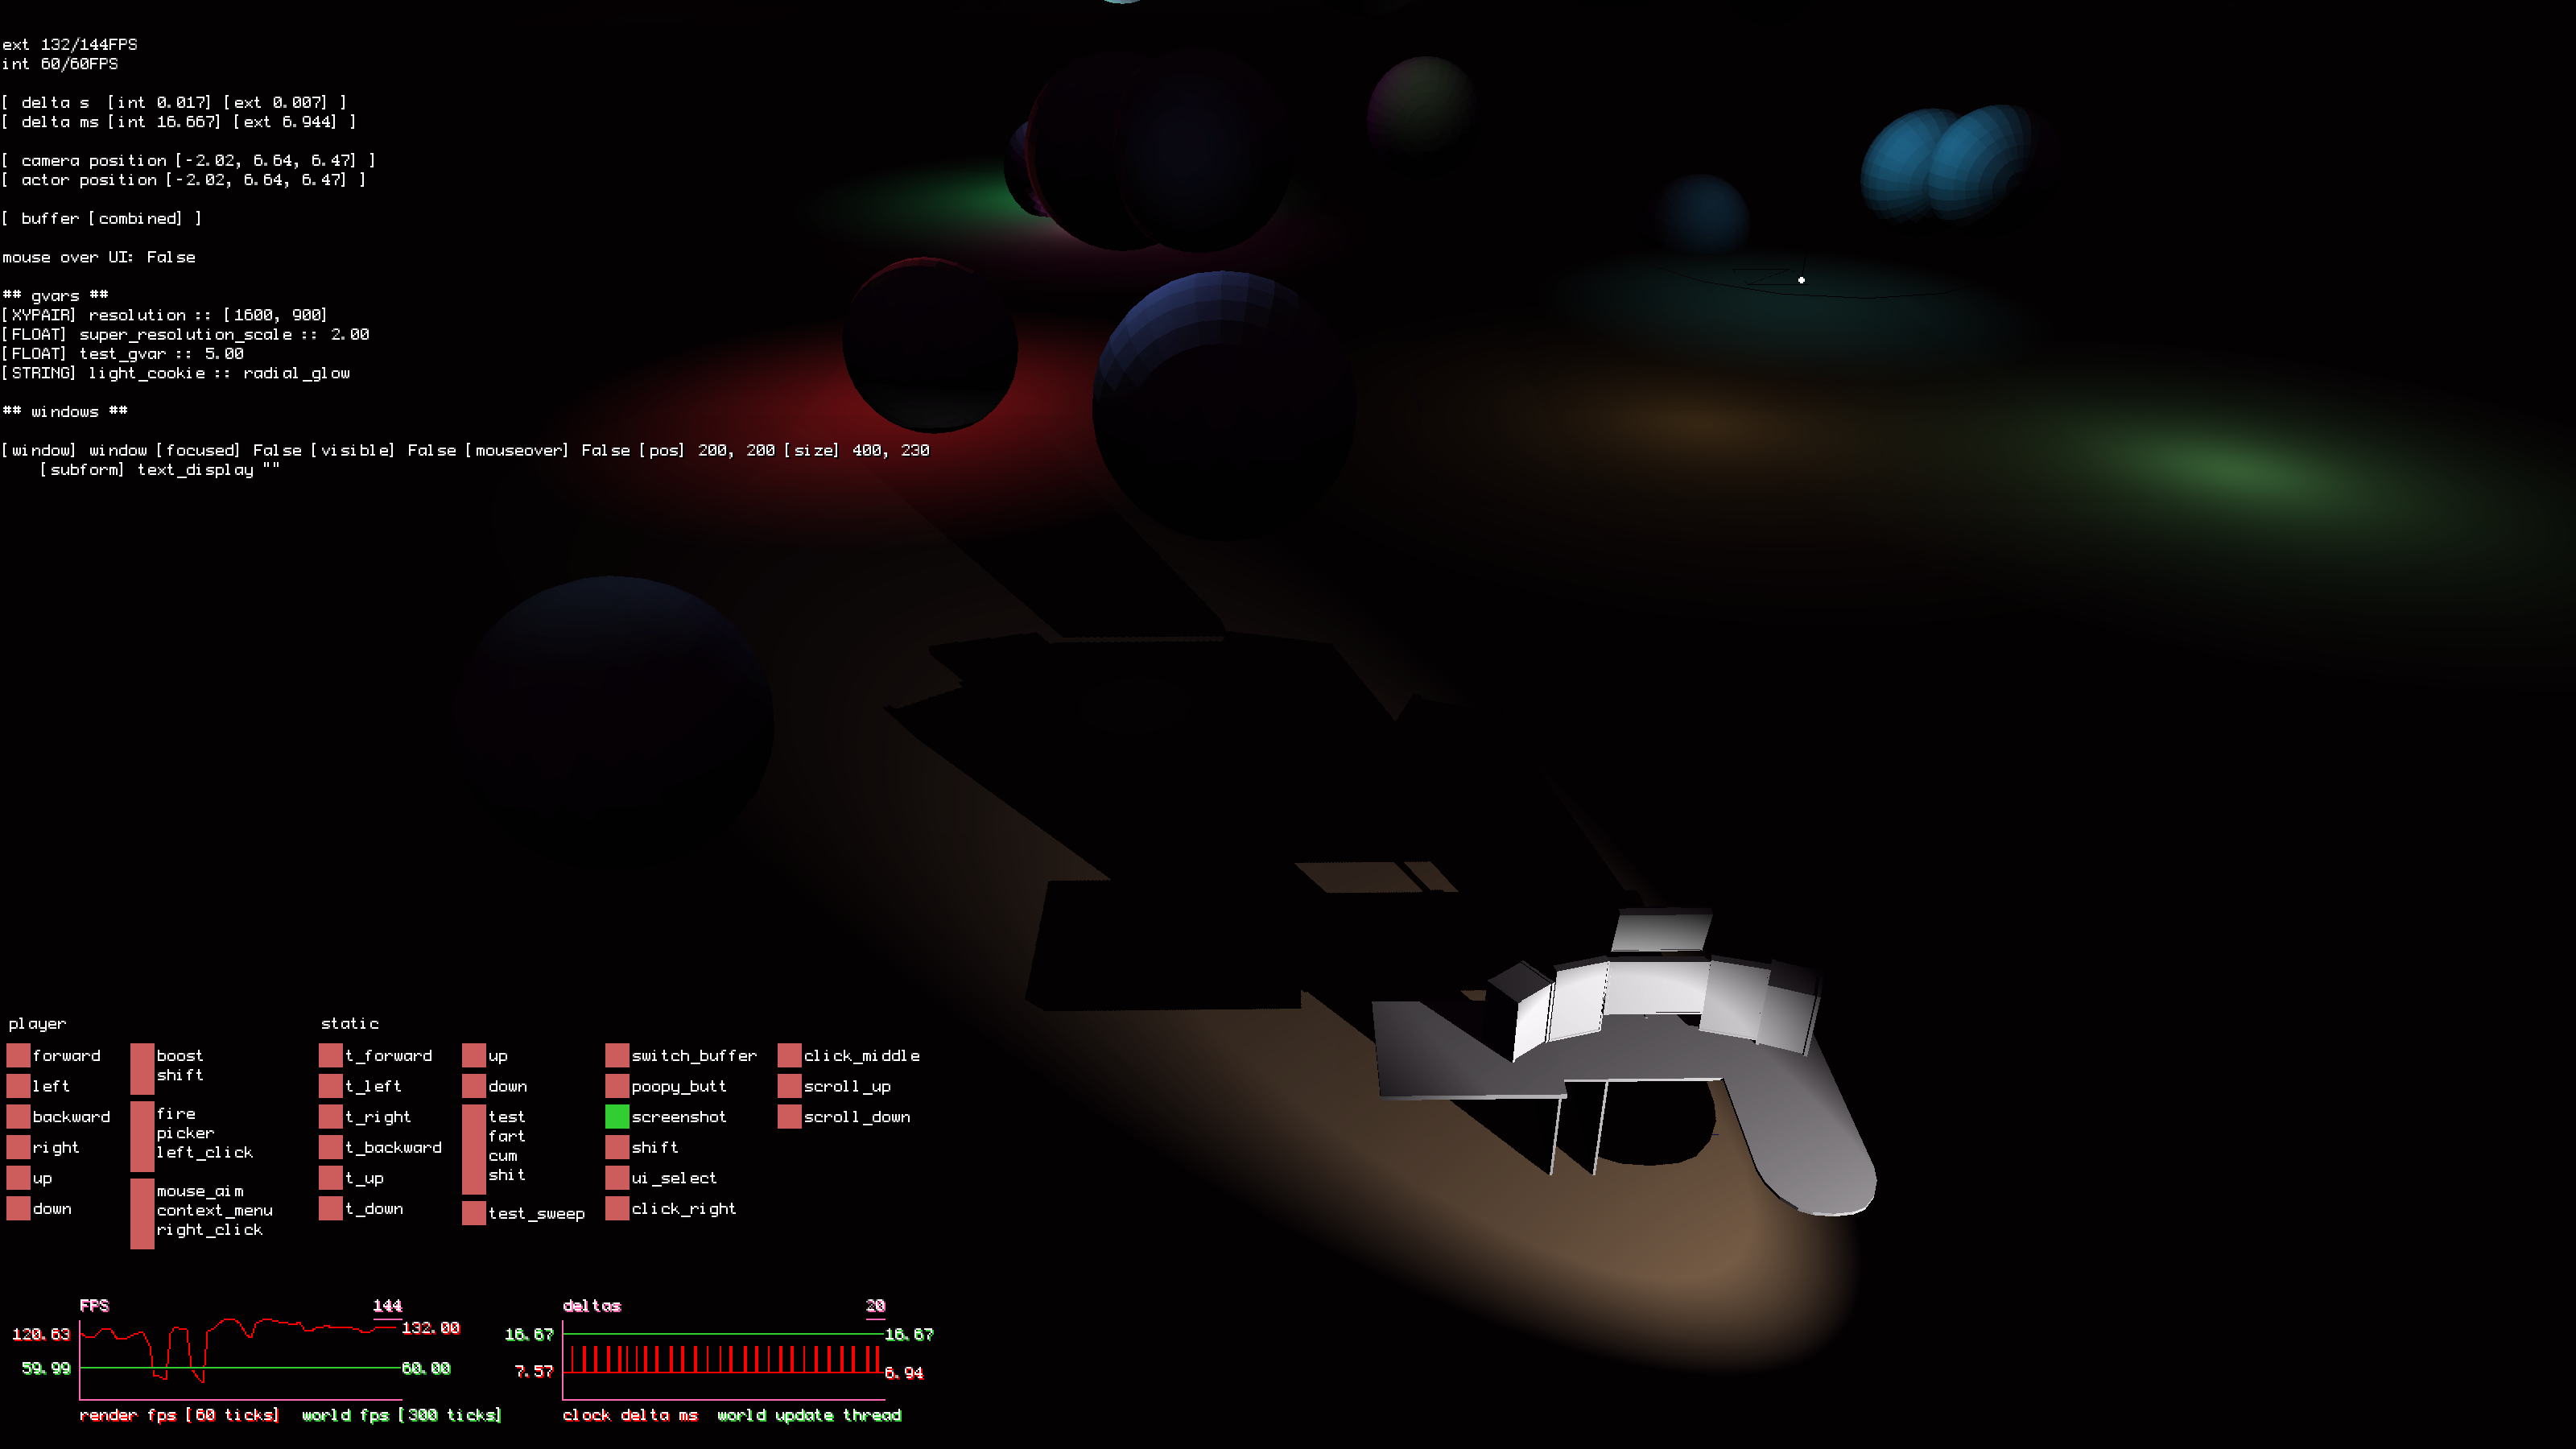 ext 132/144FPS
int 60/60FPS
[ delta s  [int 0.017] [ext 0.007] ]
[ delta ms [int 16.667] [ext 6.944] ]
[ camera position [-2.02, 6.64, 6.47] ]
[ actor position [-2.02, 6.64, 6.47] ]
[ buffer [combined] ]
mouse over UI: False
## gvars ##
[XYPAIR] resolution :: [1600, 900]
[FLOAT] super_resolution_scale :: 2.00
[FLOAT] test_gvar :: 5.00
[STRING] light_cookie :: radial_glow
## windows ##
[window] window [focused] False [visible] False [mouseover] False [pos] 200, 200 [size] 400, 230
[subform] text_display ""
player
forward
left
backward
right
up
down
boost
shift
fire
picker
left_click
mouse_aim
context_menu
right_click
static
t_forward
t_left
t_right
t_backward
t_up
t_down
up
down
test
fart
cum
shit
test_sweep
switch_buffer
poopy_butt
screenshot
shift
ui_select
click_right
click_middle
scroll_up
scroll_down
FPS 144
120.63 132.00
59.99 60.00
render fps [60 ticks] world fps [300 ticks]
deltas 20
16.67 16.67
7.57 6.94
clock delta ms world update thread